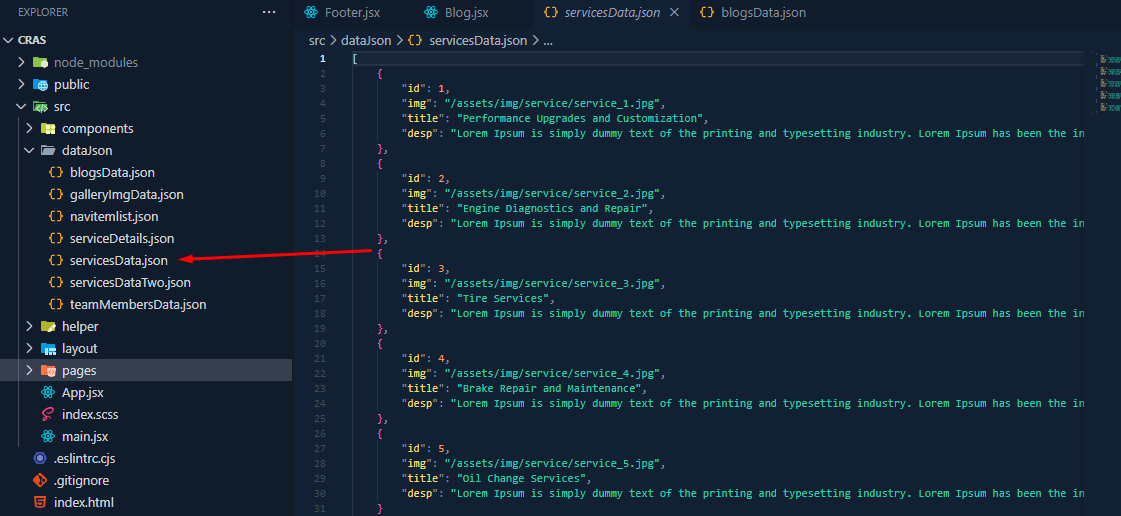 EXPLORER ...
CRAS
node_modules
public
src
components
dataJson
blogsData.json
galleryImgData.json
navitemlist.json
serviceDetails.json
servicesData.json
servicesDataTwo.json
teamMembersData.json
helper
layout
pages
App.jsx
index.scss
main.jsx
.eslintrc.cjs
.gitignore
index.html
Footer.jsx Blog.jsx {} servicesData.json × {} blogsData.json
src > dataJson > {} servicesData.json > ...
1 [
2 {
3 "id": 1,
4 "img": "/assets/img/service/service_1.jpg",
5 "title": "Performance Upgrades and Customization",
6 "desp": "Lorem Ipsum is simply dummy text of the printing and typesetting industry. Lorem Ipsum has been the in
7 },
8 {
9 "id": 2,
10 "img": "/assets/img/service/service_2.jpg",
11 "title": "Engine Diagnostics and Repair",
12 "desp": "Lorem Ipsum is simply dummy text of the printing and typesetting industry. Lorem Ipsum has been the in
13 },
14 {
15 "id": 3,
16 "img": "/assets/img/service/service_3.jpg",
17 "title": "Tire Services",
18 "desp": "Lorem Ipsum is simply dummy text of the printing and typesetting industry. Lorem Ipsum has been the in
19 },
20 {
21 "id": 4,
22 "img": "/assets/img/service/service_4.jpg",
23 "title": "Brake Repair and Maintenance",
24 "desp": "Lorem Ipsum is simply dummy text of the printing and typesetting industry. Lorem Ipsum has been the in
25 },
26 {
27 "id": 5,
28 "img": "/assets/img/service/service_5.jpg",
29 "title": "Oil Change Services",
30 "desp": "Lorem Ipsum is simply dummy text of the printing and typesetting industry. Lorem Ipsum has been the in
31 }